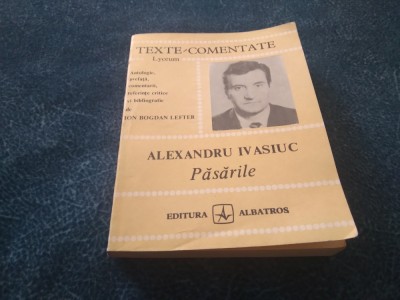 TEXTE COMENTATE
Lyceum
Antologie,
prefață,
comentarii,
referințe critice
și bibliografie
de
ION BOGDAN LEFTER
ALEXANDRU IVASIUC
Păsările
EDITURA ALBATROS